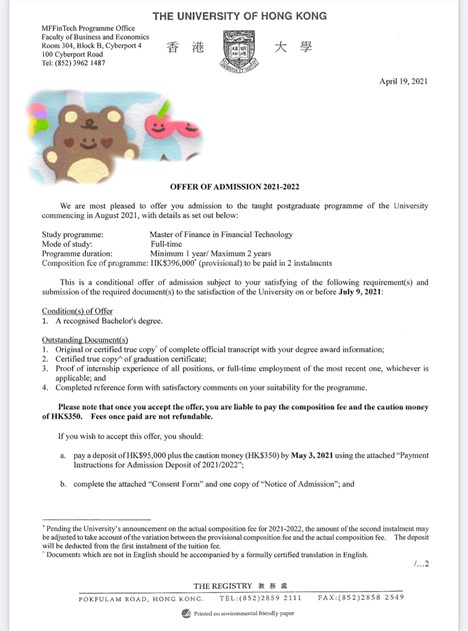 THE UNIVERSITY OF HONG KONG
MFFinTech Programme Office
Faculty of Business and Economics
Room 304, Block B, Cyberport 4
100 Cyberport Road
Tel: (852) 3962 1487
香 港 大 學
April 19, 2021
OFFER OF ADMISSION 2021-2022
We are most pleased to offer you admission to the taught postgraduate programme of the University
commencing in August 2021, with details as set out below:
Study programme: Master of Finance in Financial Technology
Mode of study: Full-time
Programme duration: Minimum 1 year/ Maximum 2 years
Composition fee of programme: HK$396,000* (provisional) to be paid in 2 instalments
This is a conditional offer of admission subject to your satisfying of the following requirement(s) and
submission of the required document(s) to the satisfaction of the University on or before July 9, 2021:
Condition(s) of Offer
1. A recognised Bachelor's degree.
Outstanding Document(s)
1. Original or certified true copy^ of complete official transcript with your degree award information;
2. Certified true copy^ of graduation certificate;
3. Proof of internship experience of all positions, or full-time employment of the most recent one, whichever is
applicable; and
4. Completed reference form with satisfactory comments on your suitability for the programme.
Please note that once you accept the offer, you are liable to pay the composition fee and the caution money
of HK$350. Fees once paid are not refundable.
If you wish to accept this offer, you should:
a. pay a deposit of HK$95,000 plus the caution money (HK$350) by May 3, 2021 using the attached "Payment
Instructions for Admission Deposit of 2021/2022";
b. complete the attached "Consent Form" and one copy of "Notice of Admission"; and
* Pending the University's announcement on the actual composition fee for 2021-2022, the amount of the second instalment may
be adjusted to take account of the variation between the provisional composition fee and the actual composition fee. The deposit
will be deducted from the first instalment of the tuition fee.
^ Documents which are not in English should be accompanied by a formally certified translation in English.
/...2
THE REGISTRY 教務處
POKFULAM ROAD, HONG KONG. TEL:(852)2859 2111 FAX:(852)2858 2549
Printed on environmental friendly paper